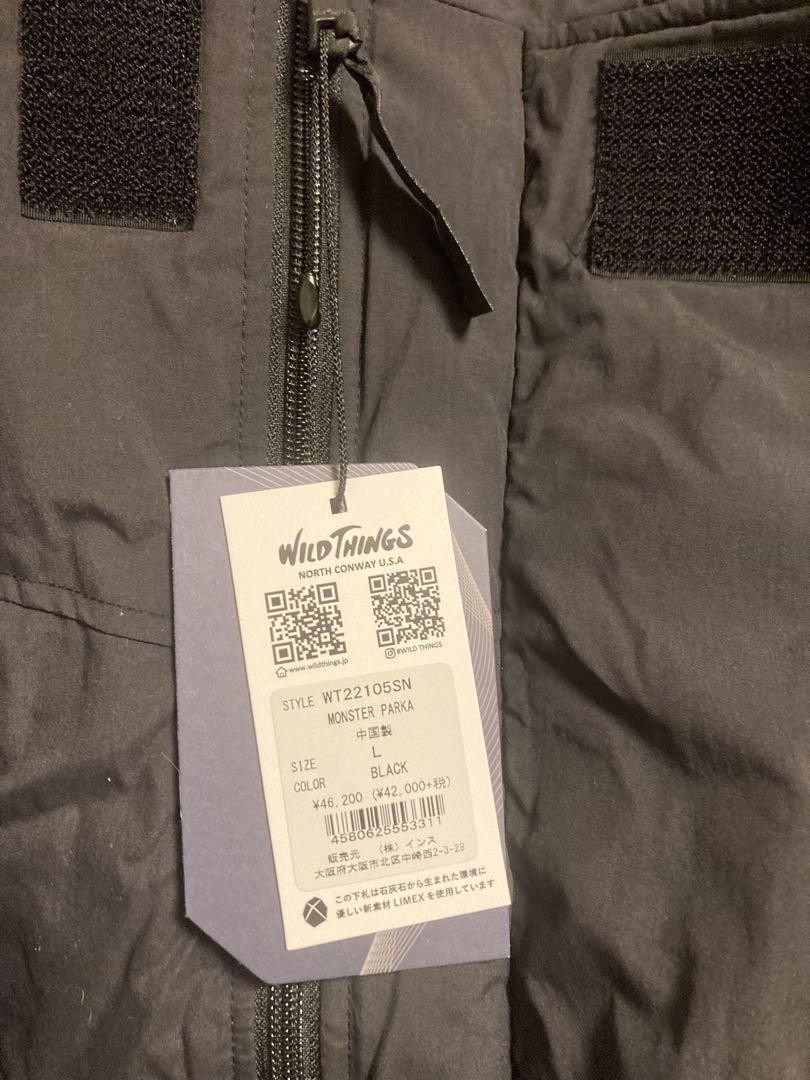 WILD THINGS
NORTH CONWAY U.S.A
www.wildthings.jp
#WILD THINGS
STYLE WT22105SN
MONSTER PARKA
中国製
SIZE L
COLOR BLACK
¥46,200 (¥42,000+税)
4580625553311
販売元 (株) インス
大阪府大阪市北区中崎西2-3-28
この下札は石灰石から生まれた環境に
優しい新素材 LIMEX を使用しています